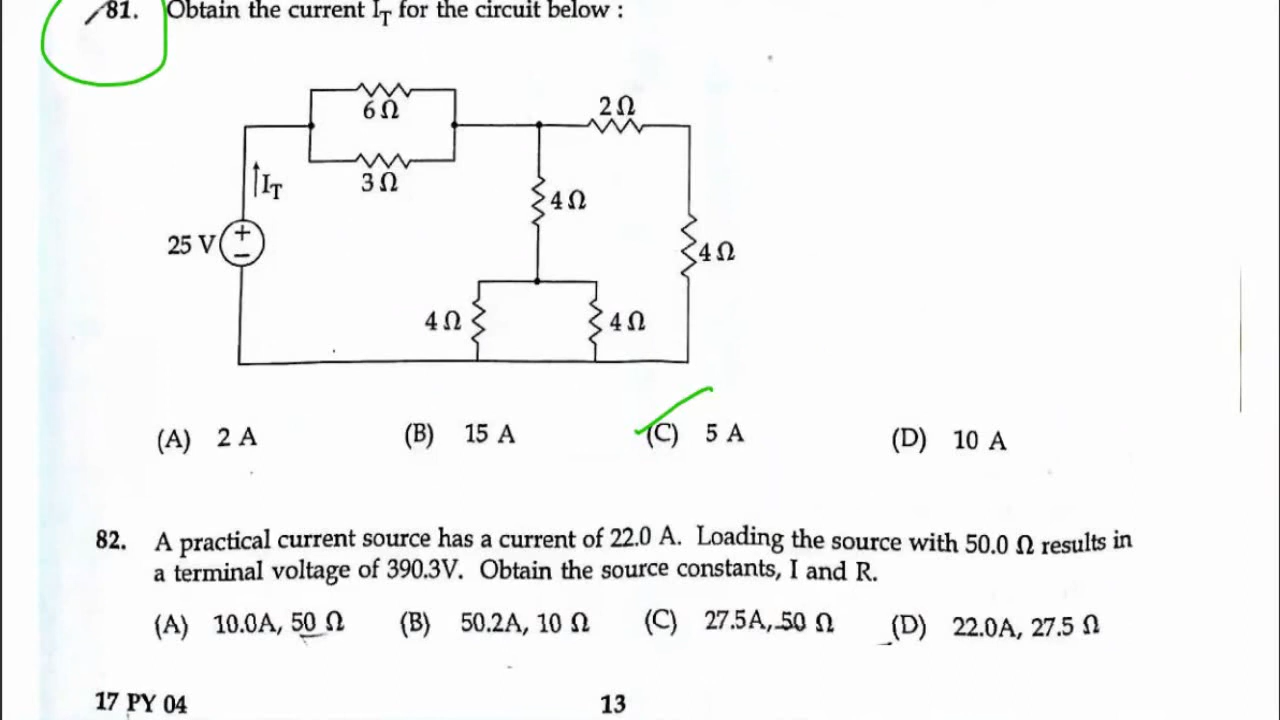 81. Obtain the current IT for the circuit below :
6 Ω
2 Ω
3 Ω
IT
4 Ω
25 V
+
−
4 Ω
4 Ω
4 Ω
(A) 2 A (B) 15 A (C) 5 A (D) 10 A
82. A practical current source has a current of 22.0 A. Loading the source with 50.0 Ω results in
a terminal voltage of 390.3V. Obtain the source constants, I and R.
(A) 10.0A, 50 Ω (B) 50.2A, 10 Ω (C) 27.5A, 50 Ω (D) 22.0A, 27.5 Ω
17 PY 04 13